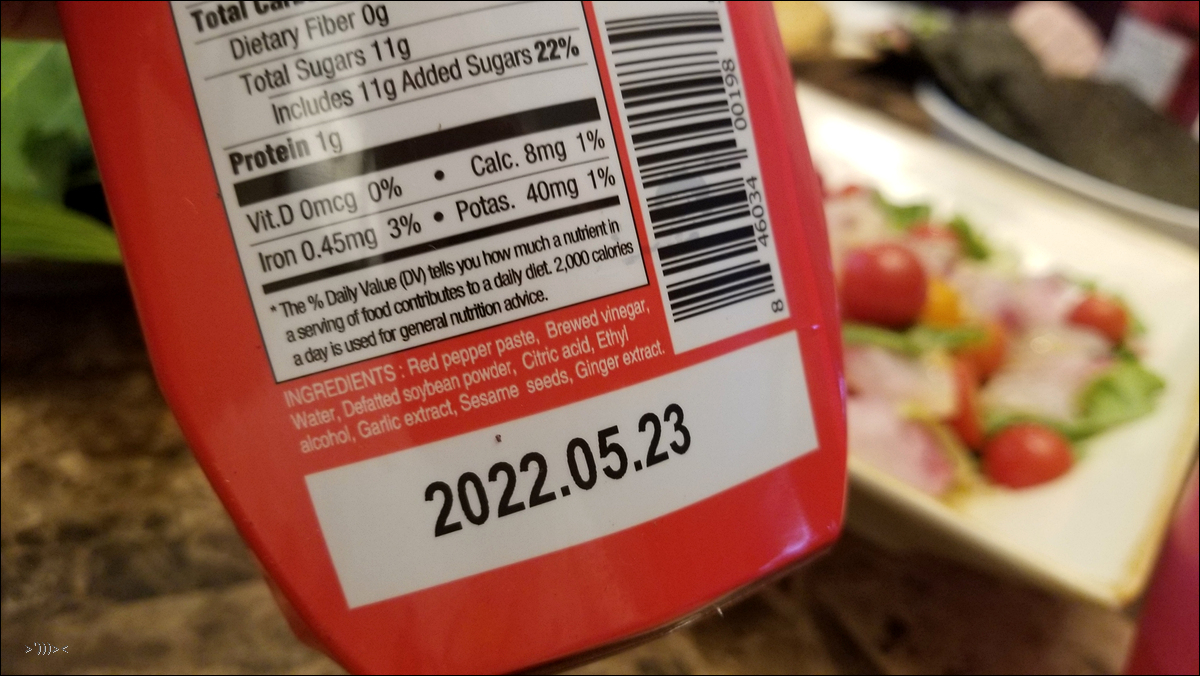 Total
Dietary Fiber 0g
Total Sugars 11g
Includes 11g Added Sugars 22%
Protein 1g
Vit.D 0mcg 0% • Calc. 8mg 1%
Iron 0.45mg 3% • Potas. 40mg 1%
* The % Daily Value (DV) tells you how much a nutrient in
a serving of food contributes to a daily diet. 2,000 calories
a day is used for general nutrition advice.
INGREDIENTS : Red pepper paste, Brewed vinegar,
Water, Defatted soybean powder, Citric acid, Ethyl
alcohol, Garlic extract, Sesame seeds, Ginger extract.
8 46034 00198
2022.05.23
>')))><